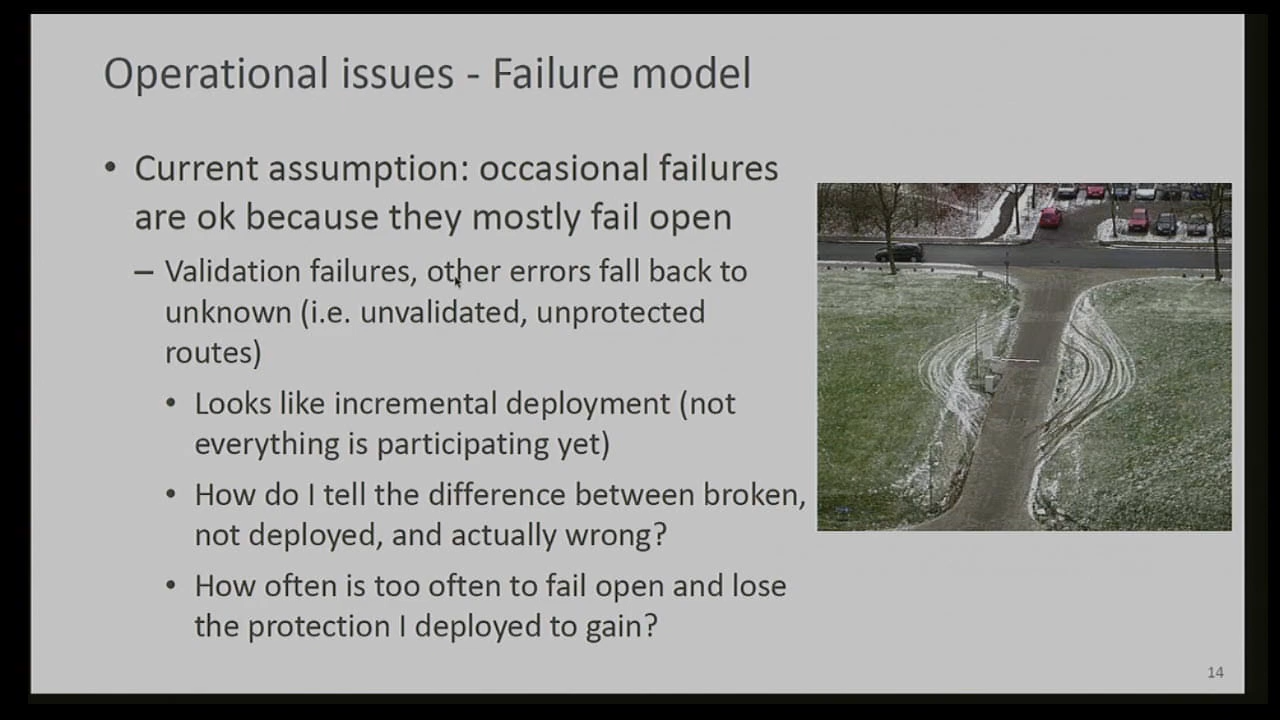 Operational issues - Failure model
• Current assumption: occasional failures
are ok because they mostly fail open
– Validation failures, other errors fall back to
unknown (i.e. unvalidated, unprotected
routes)
• Looks like incremental deployment (not
everything is participating yet)
• How do I tell the difference between broken,
not deployed, and actually wrong?
• How often is too often to fail open and lose
the protection I deployed to gain?
14